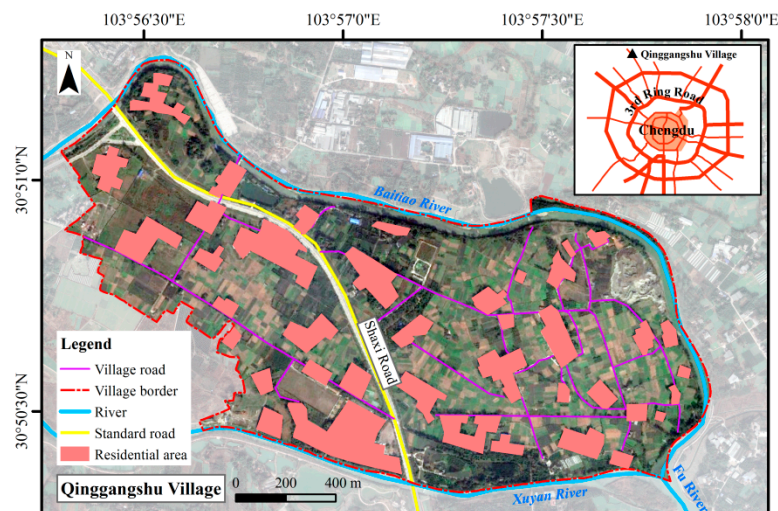 103°56'30"E
103°57'0"E
103°57'30"E
103°58'0"E
N
Qinggangshu Village
3rd Ring Road
Chengdu
30°51'0"N
30°50'30"N
Baitiao River
Shaxi Road
Legend
Village road
Village border
River
Standard road
Residential area
Qinggangshu Village
0 200 400 m
Xuyan River
Fu River